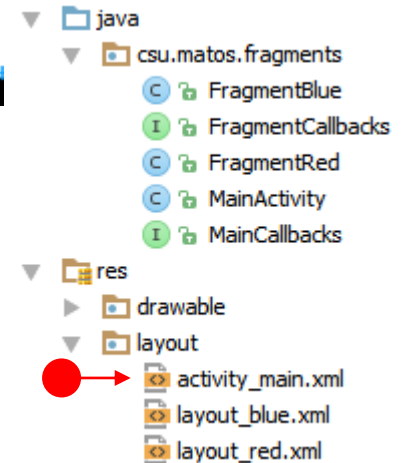 java
csu.matos.fragments
C FragmentBlue
I FragmentCallbacks
C FragmentRed
C MainActivity
I MainCallbacks
res
drawable
layout
activity_main.xml
layout_blue.xml
layout_red.xml